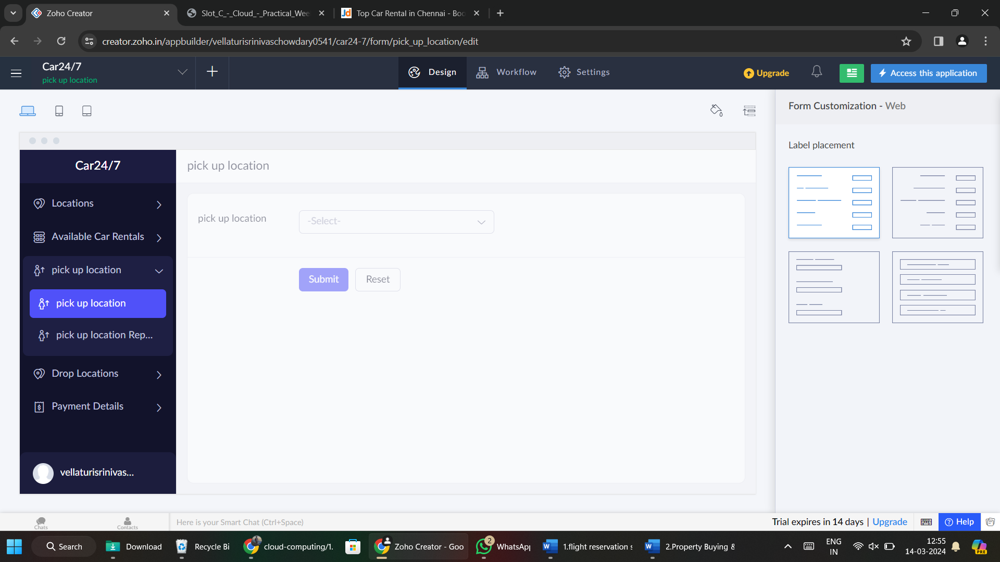 Zoho Creator
Slot_C_-_Cloud_-_Practical_Wee
Top Car Rental in Chennai - Boo
creator.zoho.in/appbuilder/vellaturisrinivaschowdary0541/car24-7/form/pick_up_location/edit
Car24/7
pick up location
Design
Workflow
Settings
Upgrade
Access this application
Form Customization - Web
Label placement
Car24/7
pick up location
Locations
Available Car Rentals
pick up location
pick up location
pick up location Rep...
Drop Locations
Payment Details
vellaturisrinivas...
pick up location
-Select-
Submit
Reset
Chats
Contacts
Here is your Smart Chat (Ctrl+Space)
Trial expires in 14 days | Upgrade
Help
Search
Download
Recycle Bi
cloud-computing/1.
Zoho Creator - Goo
2
WhatsApp
1.flight reservation s
2.Property Buying &
ENG
IN
12:55
14-03-2024
PRE